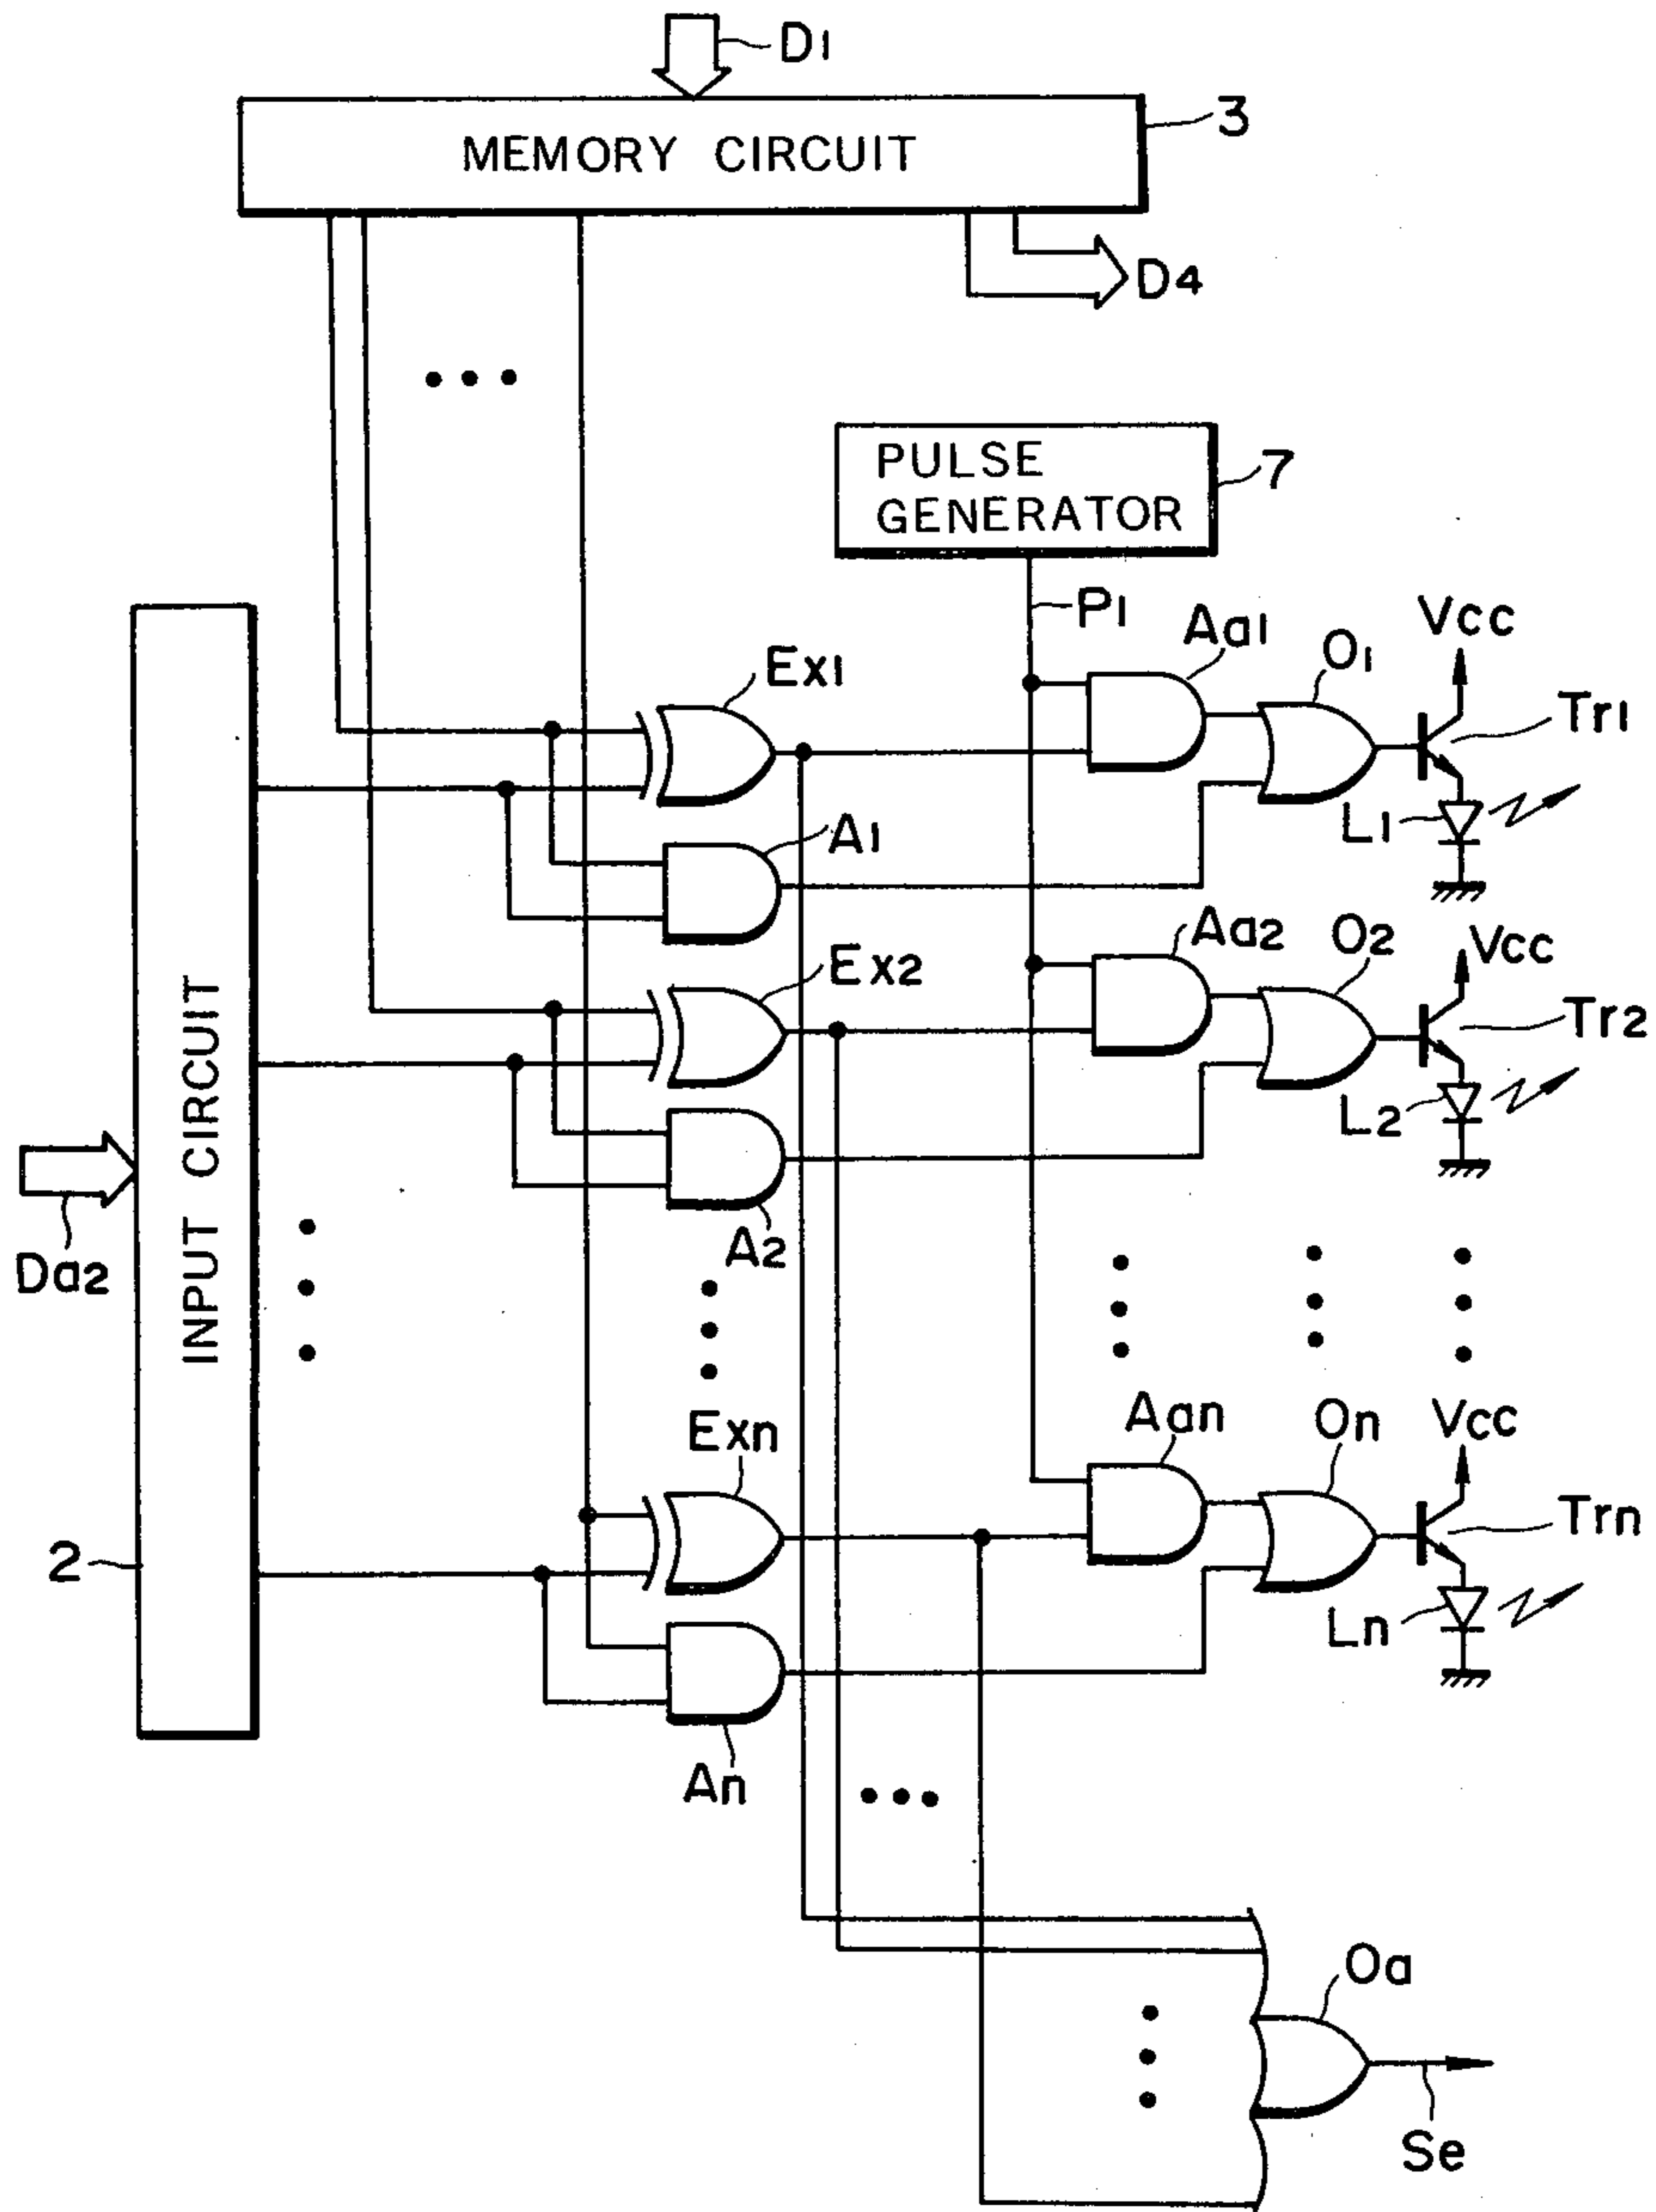 D1
MEMORY CIRCUIT
3
D4
PULSE
GENERATOR
7
P1
Aa1
O1
Vcc
Ex1
Tr1
L1
A1
Aa2
O2
Vcc
Ex2
Tr2
L2
INPUT CIRCUIT
A2
Da2
Exn
Aan
On
Vcc
Trn
2
Ln
An
Oa
Se